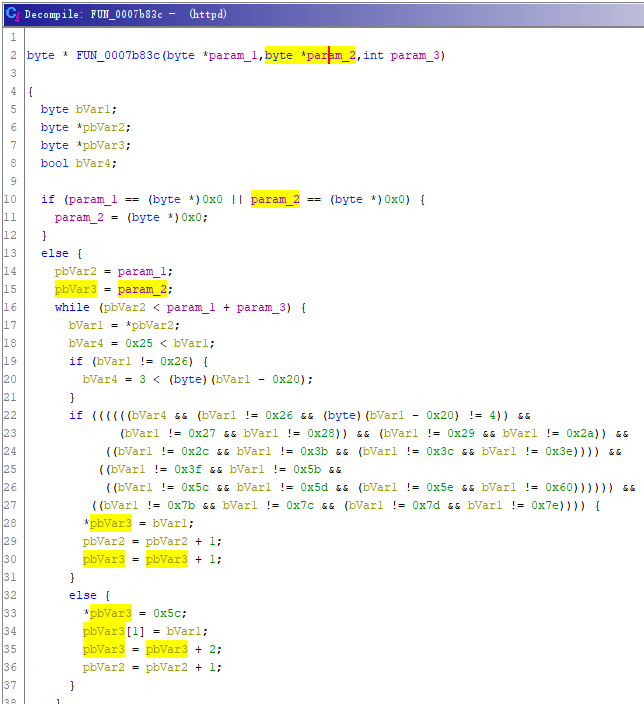 Decompile: FUN_0007b83c - (httpd)
1
2 byte * FUN_0007b83c(byte *param_1,byte *param_2,int param_3)
3
4 {
5 byte bVar1;
6 byte *pbVar2;
7 byte *pbVar3;
8 bool bVar4;
9
10 if (param_1 == (byte *)0x0 || param_2 == (byte *)0x0) {
11 param_2 = (byte *)0x0;
12 }
13 else {
14 pbVar2 = param_1;
15 pbVar3 = param_2;
16 while (pbVar2 < param_1 + param_3) {
17 bVar1 = *pbVar2;
18 bVar4 = 0x25 < bVar1;
19 if (bVar1 != 0x26) {
20 bVar4 = 3 < (byte)(bVar1 - 0x20);
21 }
22 if ((((((bVar4 && (bVar1 != 0x26 && (byte)(bVar1 - 0x20) != 4)) &&
23 (bVar1 != 0x27 && bVar1 != 0x28)) && (bVar1 != 0x29 && bVar1 != 0x2a)) &&
24 ((bVar1 != 0x2c && bVar1 != 0x3b && (bVar1 != 0x3c && bVar1 != 0x3e)))) &&
25 ((bVar1 != 0x3f && bVar1 != 0x5b &&
26 ((bVar1 != 0x5c && bVar1 != 0x5d && (bVar1 != 0x5e && bVar1 != 0x60)))))) &&
27 ((bVar1 != 0x7b && bVar1 != 0x7c && (bVar1 != 0x7d && bVar1 != 0x7e)))) {
28 *pbVar3 = bVar1;
29 pbVar2 = pbVar2 + 1;
30 pbVar3 = pbVar3 + 1;
31 }
32 else {
33 *pbVar3 = 0x5c;
34 pbVar3[1] = bVar1;
35 pbVar3 = pbVar3 + 2;
36 pbVar2 = pbVar2 + 1;
37 }
38 }